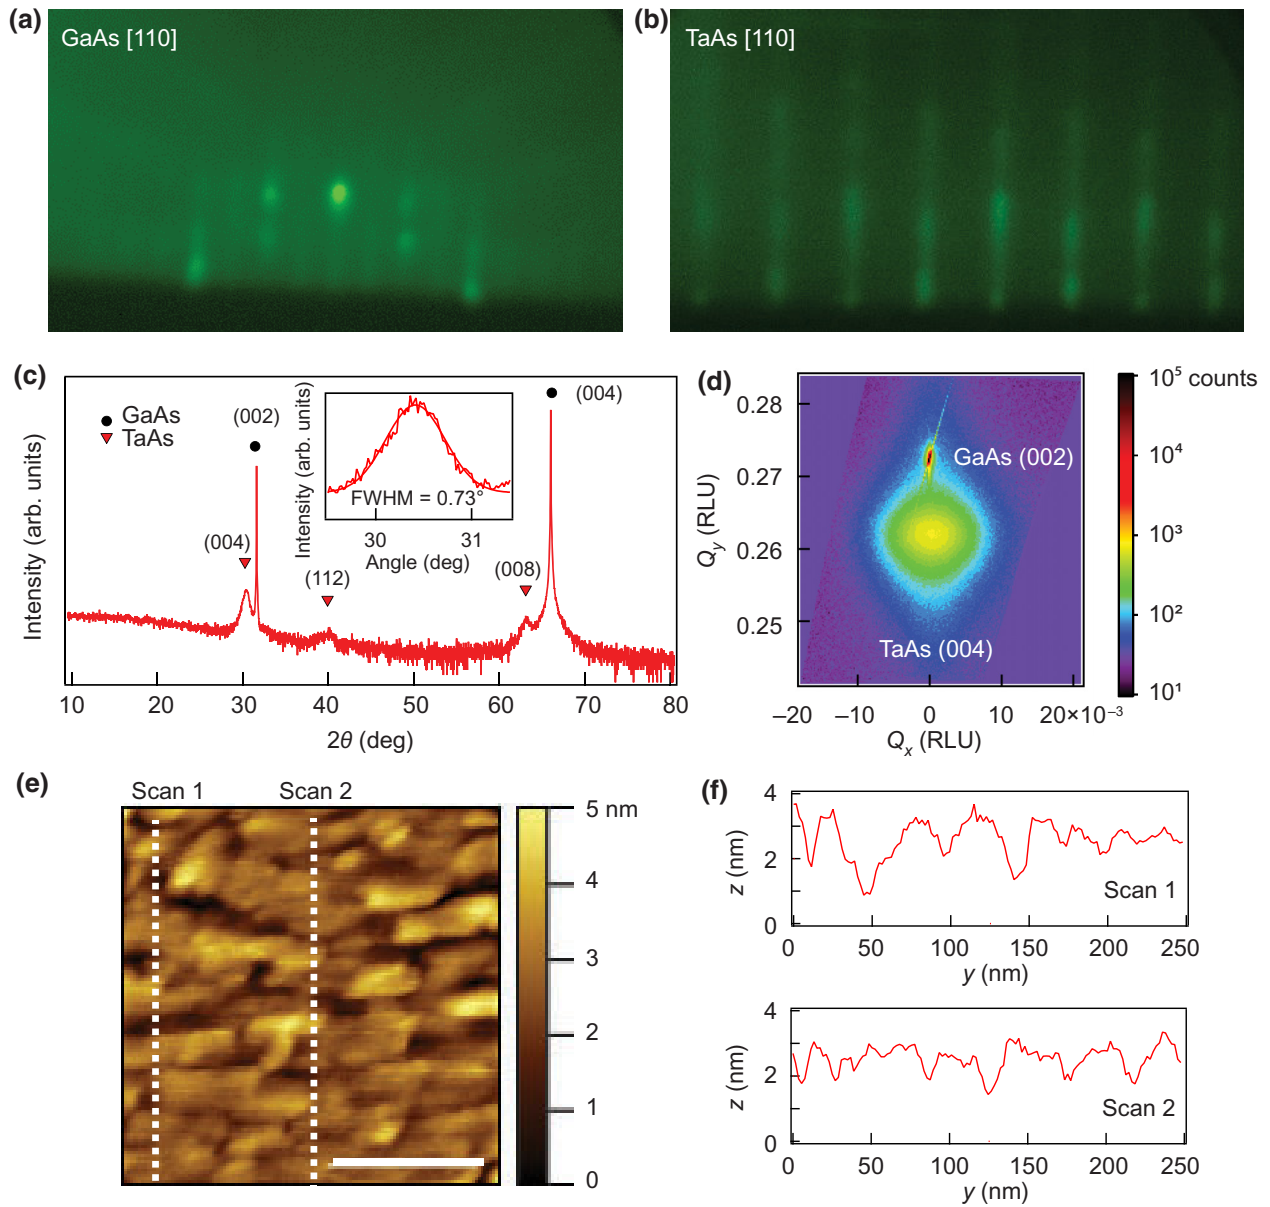 (a)
GaAs [110]
(b)
TaAs [110]
(c)
Intensity (arb. units)
GaAs
TaAs
(002)
(004)
(004)
(112)
(008)
Intensity (arb. units)
FWHM = 0.73°
30
31
Angle (deg)
10
20
30
40
50
60
70
80
2θ (deg)
(d)
Qy (RLU)
0.28
0.27
0.26
0.25
GaAs (002)
TaAs (004)
–20
–10
0
10
20×10⁻³
Qx (RLU)
10⁵ counts
10⁴
10³
10²
10¹
(e)
Scan 1
Scan 2
5 nm
4
3
2
1
0
(f)
z (nm)
4
2
0
Scan 1
0
50
100
150
200
250
y (nm)
z (nm)
4
2
0
Scan 2
0
50
100
150
200
250
y (nm)